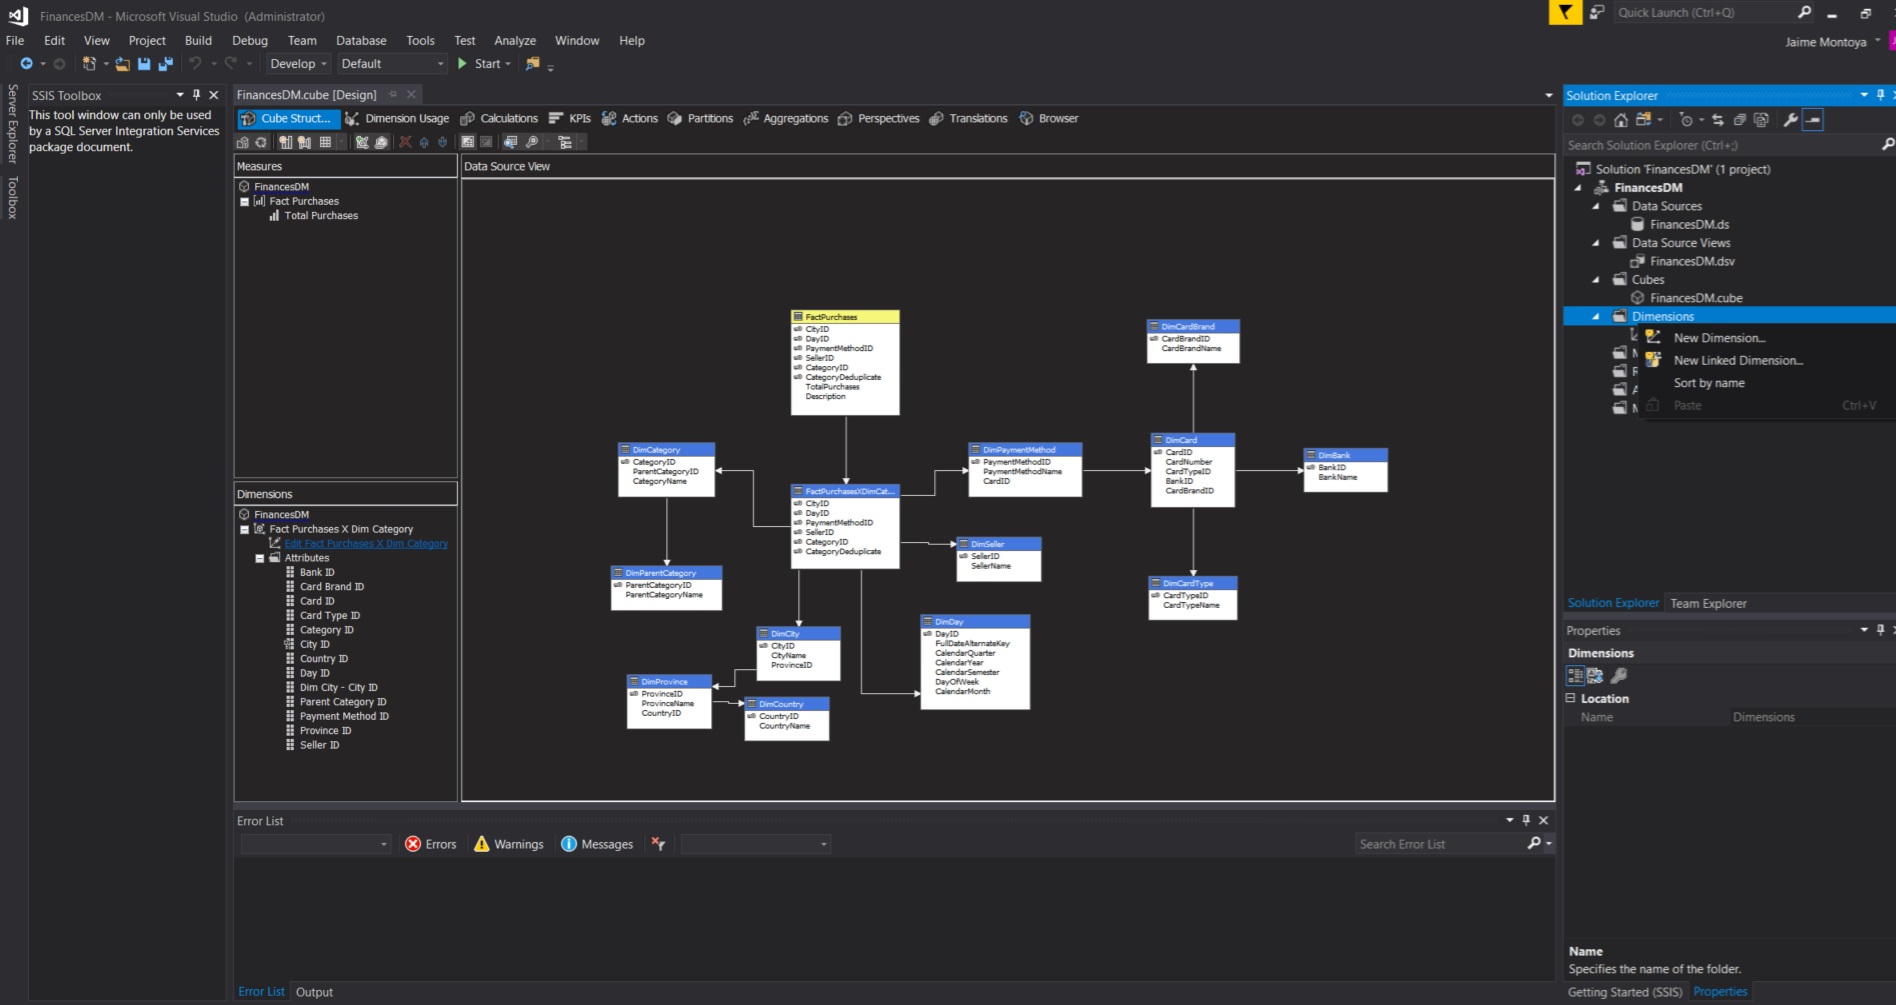 FinancesDM - Microsoft Visual Studio (Administrator)
Quick Launch (Ctrl+Q)
File Edit View Project Build Debug Team Database Tools Test Analyze Window Help
Jaime Montoya
Develop Default Start
Server Explorer
Toolbox
SSIS Toolbox
This tool window can only be used
by a SQL Server Integration Services
package document.
FinancesDM.cube [Design]
Cube Struct... Dimension Usage Calculations KPIs Actions Partitions Aggregations Perspectives Translations Browser
Measures
FinancesDM
Fact Purchases
Total Purchases
Dimensions
FinancesDM
Fact Purchases X Dim Category
Edit Fact Purchases X Dim Category
Attributes
Bank ID
Card Brand ID
Card ID
Card Type ID
Category ID
City ID
Country ID
Day ID
Dim City - City ID
Parent Category ID
Payment Method ID
Province ID
Seller ID
Data Source View
FactPurchases
CityID
DayID
PaymentMethodID
SellerID
CategoryID
CategoryDeduplicate
TotalPurchases
Description
DimCardBrand
CardBrandID
CardBrandName
DimCategory
CategoryID
ParentCategoryID
CategoryName
DimPaymentMethod
PaymentMethodID
PaymentMethodName
CardID
DimCard
CardID
CardNumber
CardTypeID
BankID
CardBrandID
DimBank
BankID
BankName
FactPurchasesXDimCat...
CityID
DayID
PaymentMethodID
SellerID
CategoryID
CategoryDeduplicate
DimSeller
SellerID
SellerName
DimParentCategory
ParentCategoryID
ParentCategoryName
DimCardType
CardTypeID
CardTypeName
DimCity
CityID
CityName
ProvinceID
DimDay
DayID
FullDateAlternateKey
CalendarQuarter
CalendarYear
CalendarSemester
DayOfWeek
CalendarMonth
DimProvince
ProvinceID
ProvinceName
CountryID
DimCountry
CountryID
CountryName
Error List
Errors Warnings Messages
Search Error List
Error List Output
Solution Explorer
Search Solution Explorer (Ctrl+;)
Solution 'FinancesDM' (1 project)
FinancesDM
Data Sources
FinancesDM.ds
Data Source Views
FinancesDM.dsv
Cubes
FinancesDM.cube
Dimensions
New Dimension...
New Linked Dimension...
Sort by name
Paste Ctrl+V
M
R
A
M
Solution Explorer Team Explorer
Properties
Dimensions
Location
Name Dimensions
Name
Specifies the name of the folder.
Getting Started (SSIS) Properties